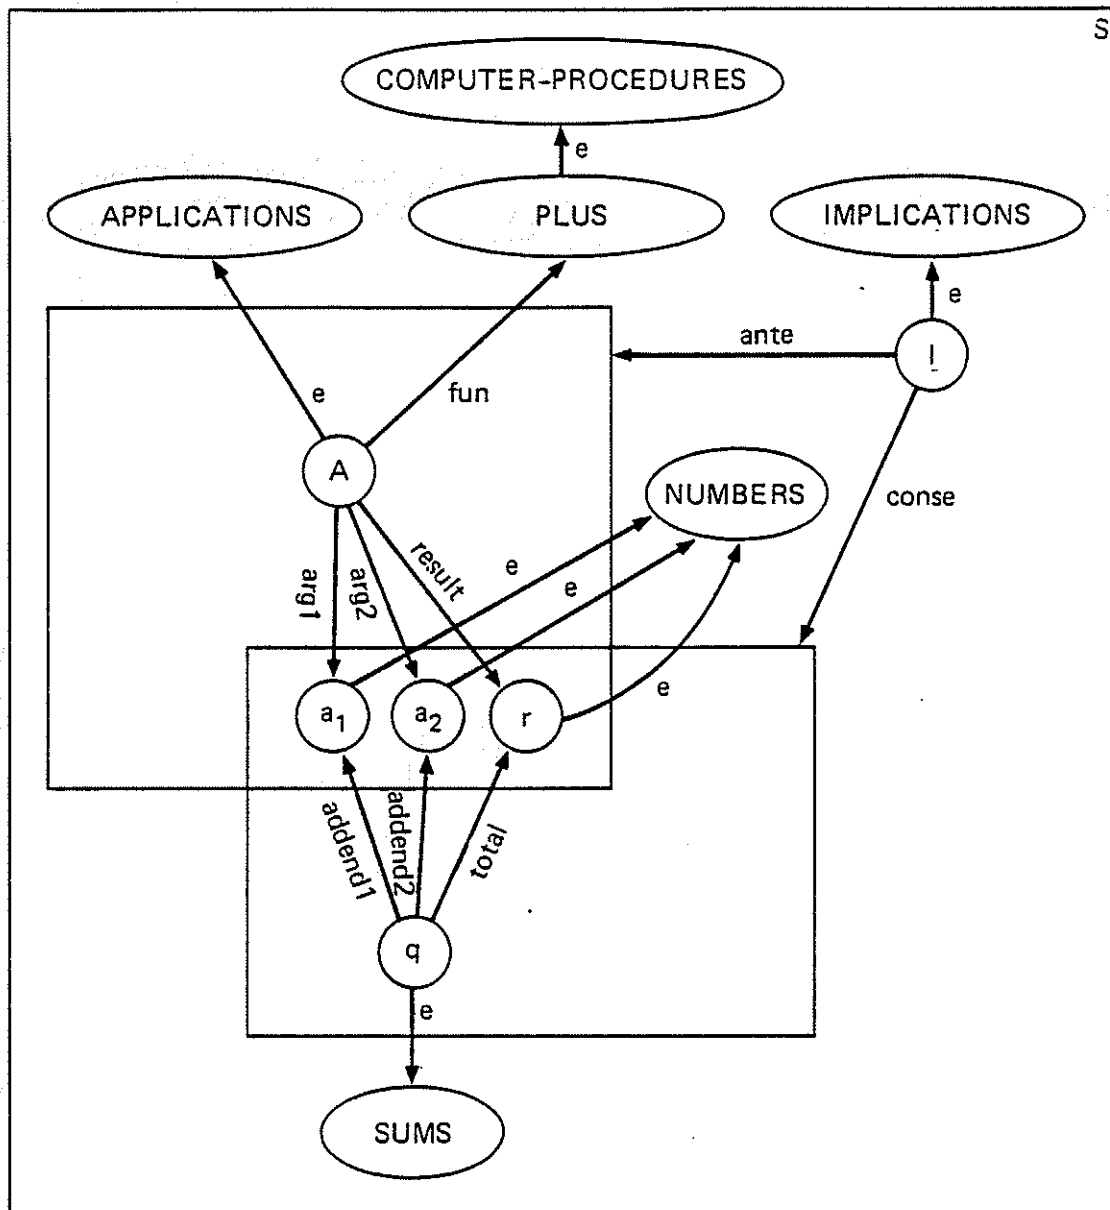 S
COMPUTER-PROCEDURES
e
APPLICATIONS
PLUS
IMPLICATIONS
e
I
ante
e
fun
A
NUMBERS
conse
arg1
arg2
result
e
e
a1
a2
r
e
addend1
addend2
total
q
e
SUMS